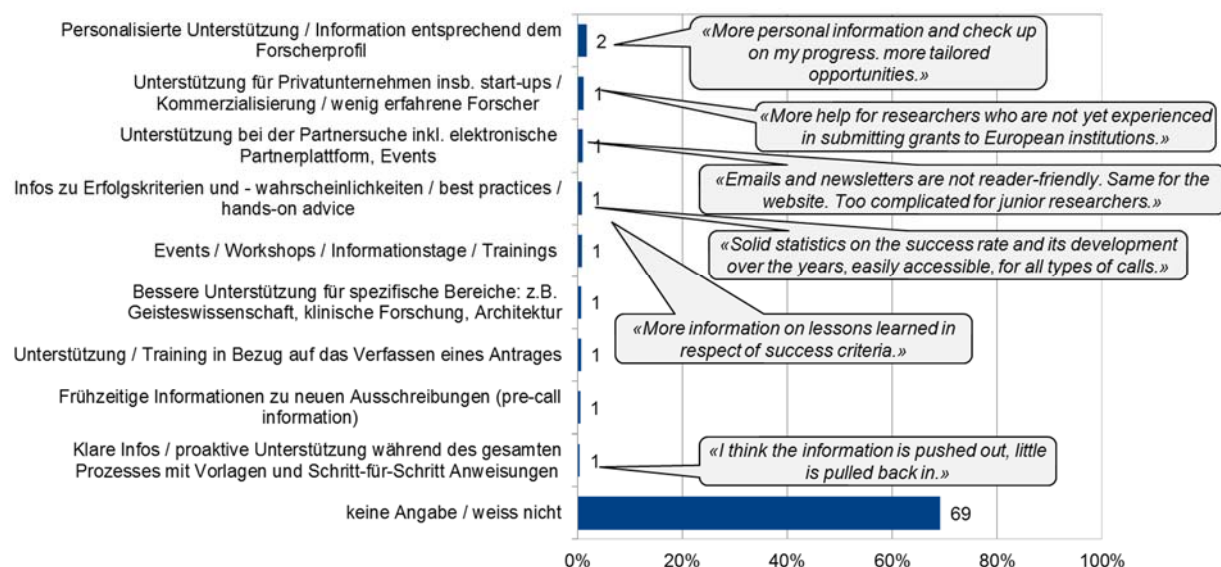 Personalisierte Unterstützung / Information entsprechend dem
Forscherprofil
2
«More personal information and check up
on my progress. more tailored
opportunities.»
Unterstützung für Privatunternehmen insb. start-ups /
Kommerzialisierung / wenig erfahrene Forscher
1
«More help for researchers who are not yet experienced
in submitting grants to European institutions.»
Unterstützung bei der Partnersuche inkl. elektronische
Partnerplattform, Events
1
«Emails and newsletters are not reader-friendly. Same for the
website. Too complicated for junior researchers.»
Infos zu Erfolgskriterien und - wahrscheinlichkeiten / best practices /
hands-on advice
1
«Solid statistics on the success rate and its development
over the years, easily accessible, for all types of calls.»
Events / Workshops / Informationstage / Trainings
1
Bessere Unterstützung für spezifische Bereiche: z.B.
Geisteswissenschaft, klinische Forschung, Architektur
1
«More information on lessons learned in
respect of success criteria.»
Unterstützung / Training in Bezug auf das Verfassen eines Antrages
1
Frühzeitige Informationen zu neuen Ausschreibungen (pre-call
information)
1
Klare Infos / proaktive Unterstützung während des gesamten
Prozesses mit Vorlagen und Schritt-für-Schritt Anweisungen
1
«I think the information is pushed out, little
is pulled back in.»
keine Angabe / weiss nicht
69
0% 20% 40% 60% 80% 100%